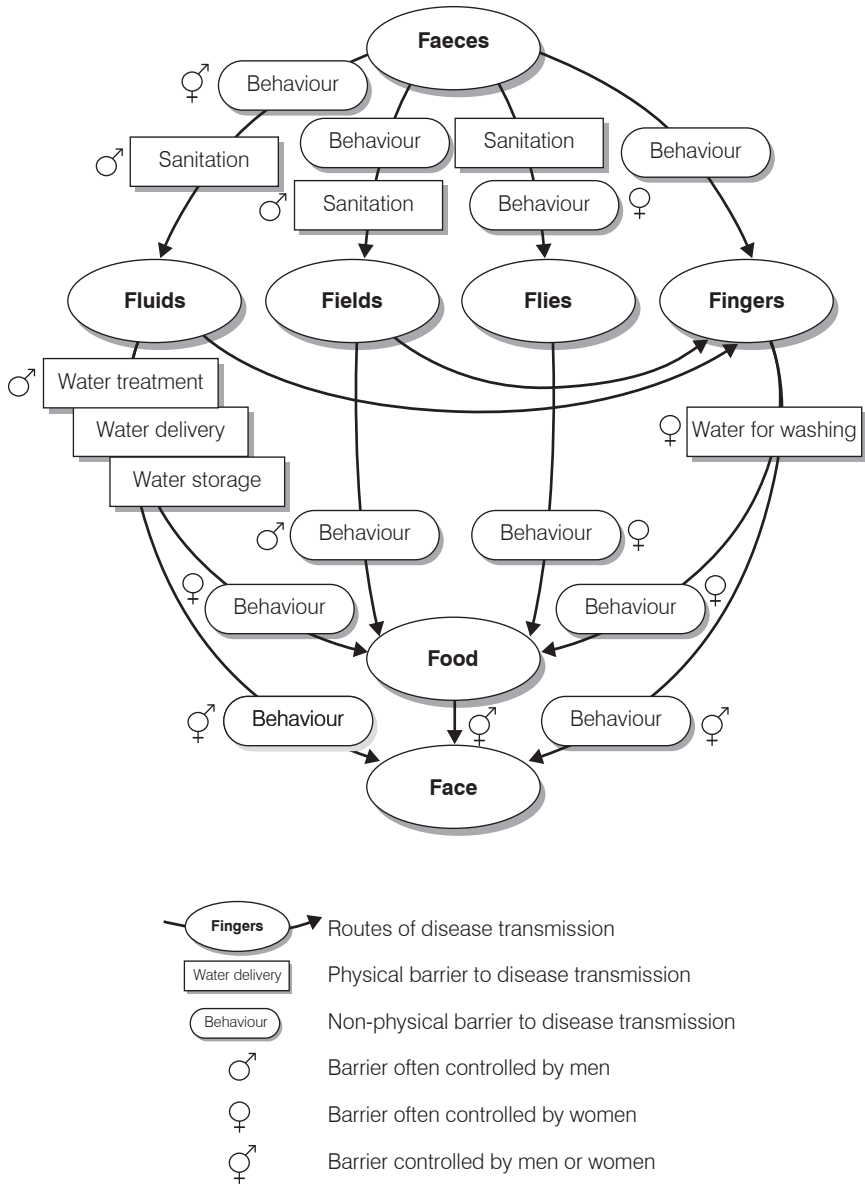 Faeces
Behaviour
Behaviour
Sanitation
Behaviour
Sanitation
Sanitation
Behaviour
Fluids
Fields
Flies
Fingers
Water treatment
Water delivery
Water for washing
Water storage
Behaviour
Behaviour
Behaviour
Behaviour
Food
Behaviour
Behaviour
Face
Fingers
Routes of disease transmission
Water delivery
Physical barrier to disease transmission
Behaviour
Non-physical barrier to disease transmission
♂ Barrier often controlled by men
♀ Barrier often controlled by women
⚥ Barrier controlled by men or women